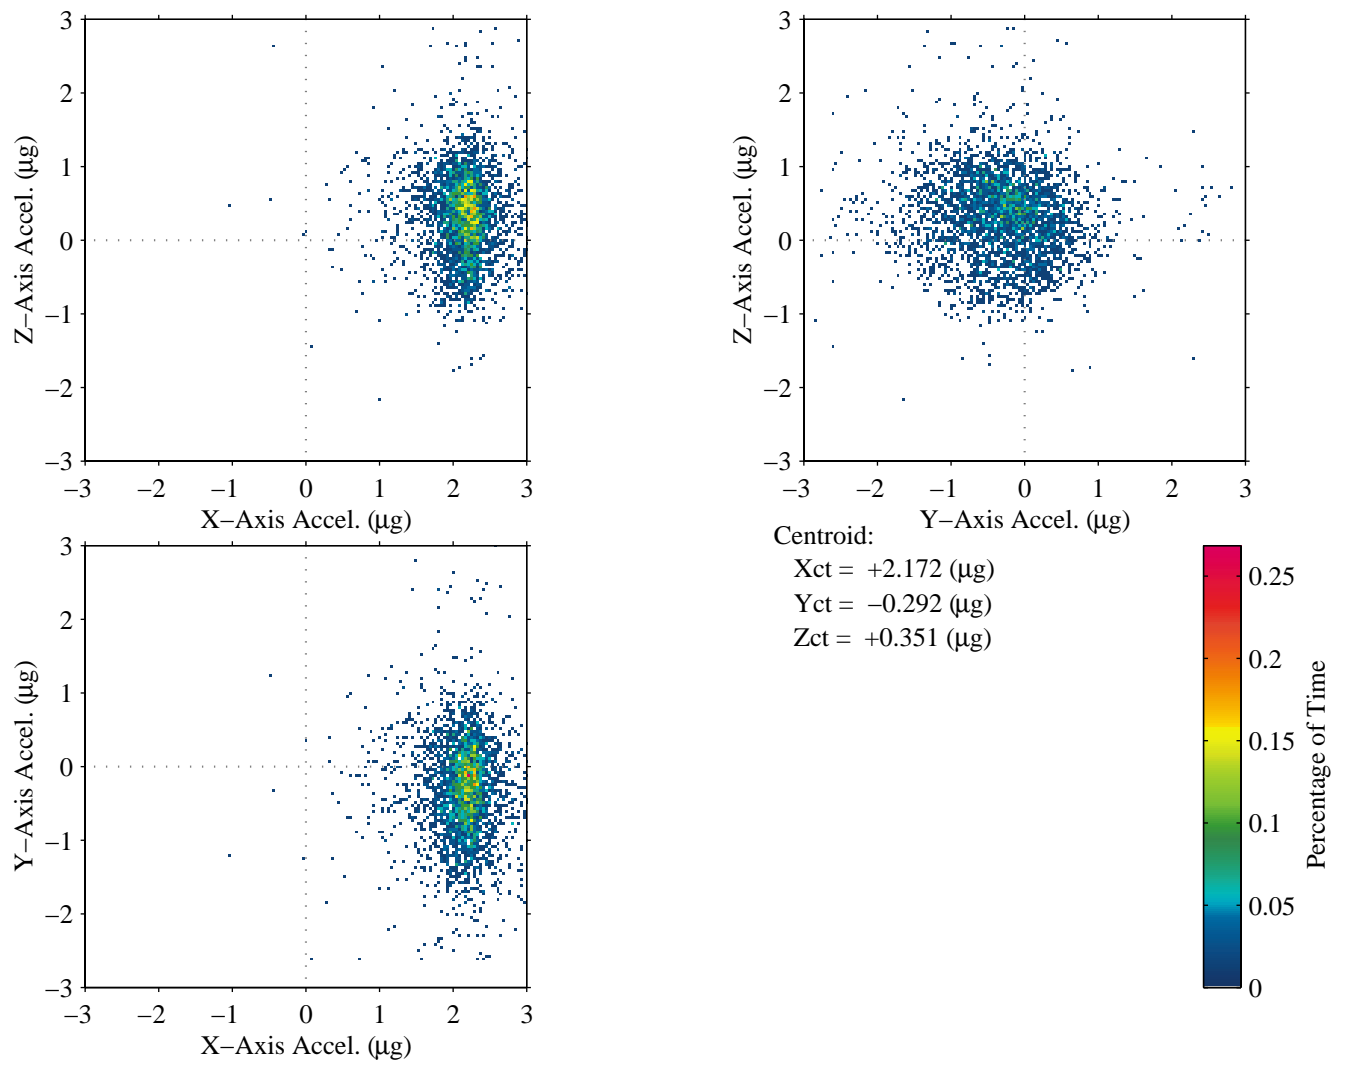 3
2
1
0
−1
−2
−3
Z−Axis Accel. (μg)
−3 −2 −1 0 1 2 3
X−Axis Accel. (μg)
3
2
1
0
−1
−2
−3
Z−Axis Accel. (μg)
−3 −2 −1 0 1 2 3
Y−Axis Accel. (μg)
3
2
1
0
−1
−2
−3
Y−Axis Accel. (μg)
−3 −2 −1 0 1 2 3
X−Axis Accel. (μg)
Centroid:
Xct = +2.172 (μg)
Yct = −0.292 (μg)
Zct = +0.351 (μg)
0.25
0.2
0.15
0.1
0.05
0
Percentage of Time